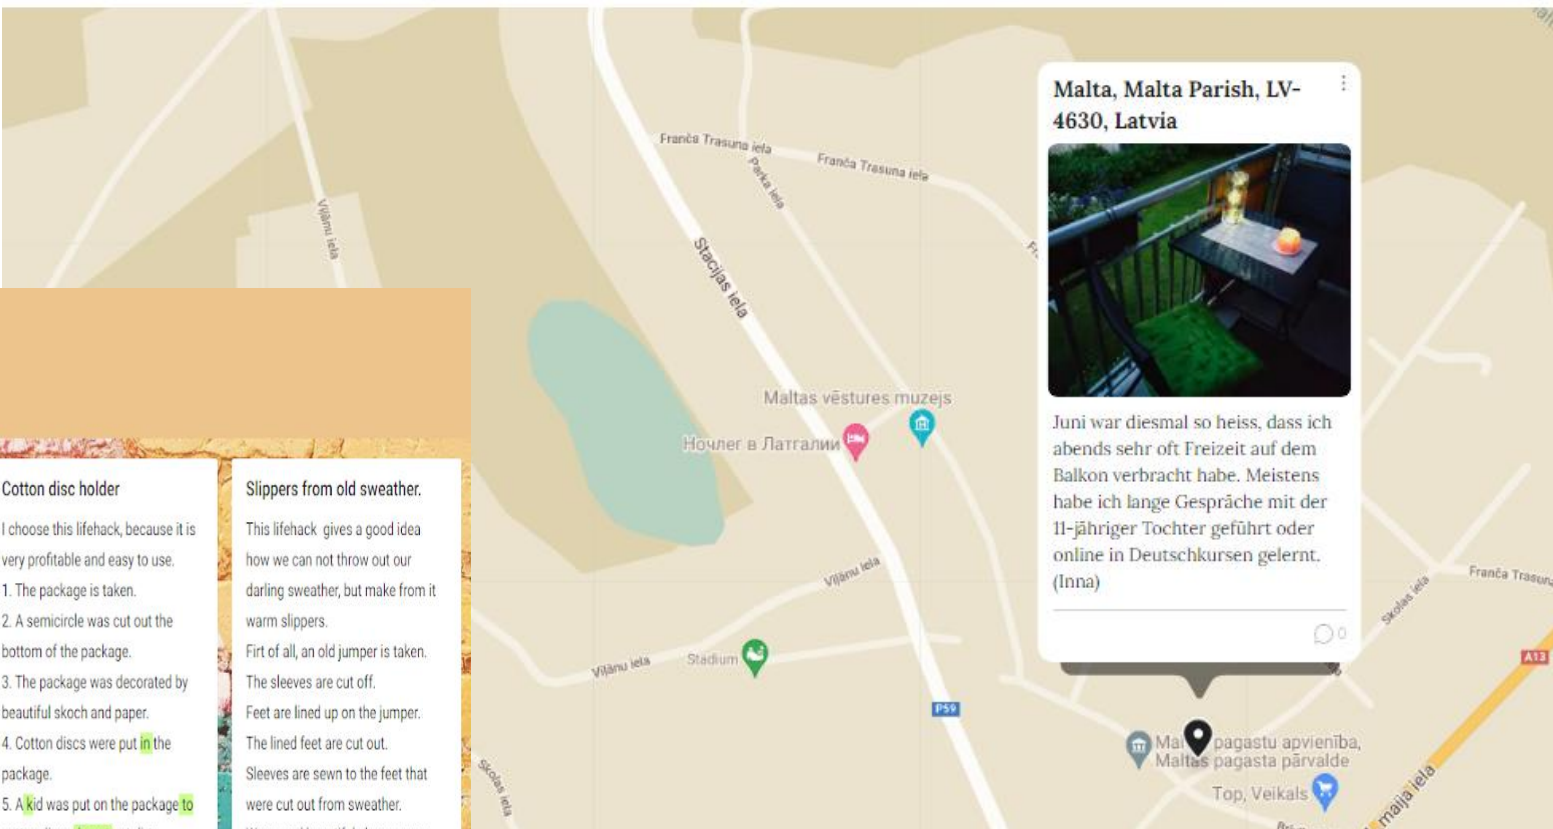 Malta, Malta Parish, LV-
4630, Latvia
Juni war diesmal so heiss, dass ich
abends sehr oft Freizeit auf dem
Balkon verbracht habe. Meistens
habe ich lange Gespräche mit der
11-jähriger Tochter geführt oder
online in Deutschkursen gelernt.
(Inna)
0
Franča Trasuna iela
Franča Trasuna iela
Parka iela
Viļānu iela
Stacijas iela
Maltas vēstures muzejs
Ночлег в Латгалии
Viļānu iela
Viļānu iela
Stadium
P59
Skolas iela
Franča Trasuna
A13
pagastu apvienība,
Maltas pagasta pārvalde
Top, Veikals
maija iela
Skolas iela
Cotton disc holder
I choose this lifehack, because it is
very profitable and easy to use.
1. The package is taken.
2. A semicircle was cut out the
bottom of the package.
3. The package was decorated by
beautiful skoch and paper.
4. Cotton discs were put in the
package.
5. A kid was put on the package to
Slippers from old sweather.
This lifehack gives a good idea
how we can not throw out our
darling sweather, but make from it
warm slippers.
Firt of all, an old jumper is taken.
The sleeves are cut off.
Feet are lined up on the jumper.
The lined feet are cut out.
Sleeves are sewn to the feet that
were cut out from sweather.